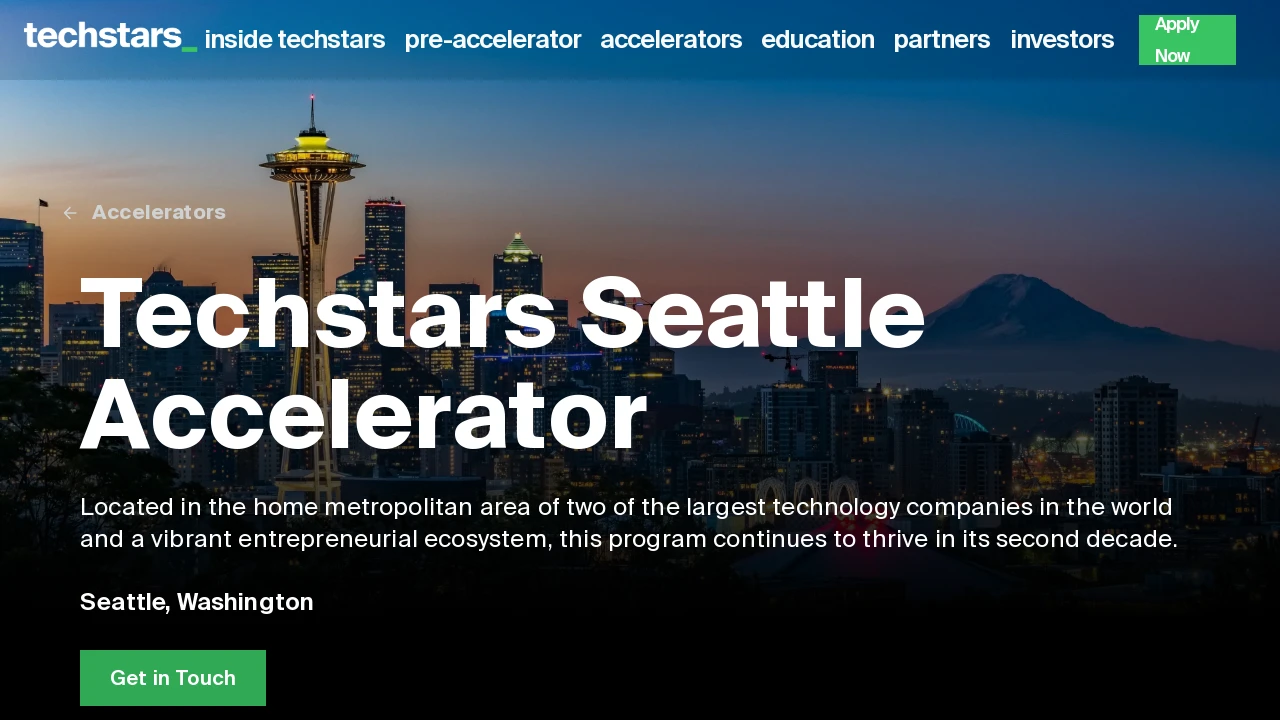 techstars_
inside techstars
pre-accelerator
accelerators
education
partners
investors
Apply
Now
Accelerators
Techstars Seattle
Accelerator
Located in the home metropolitan area of two of the largest technology companies in the world
and a vibrant entrepreneurial ecosystem, this program continues to thrive in its second decade.
Seattle, Washington
Get in Touch